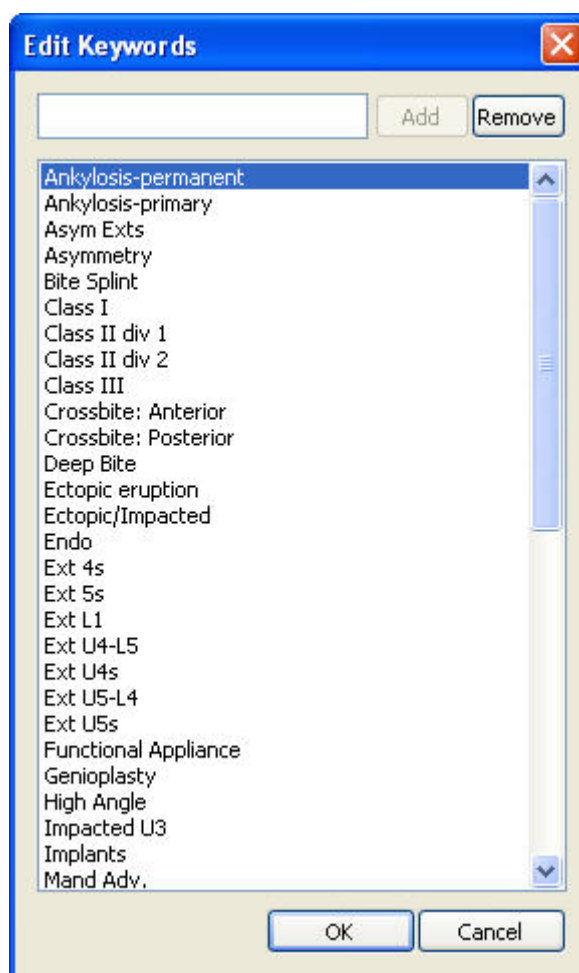 Edit Keywords
Add Remove
Ankylosis-permanent
Ankylosis-primary
Asym Exts
Asymmetry
Bite Splint
Class I
Class II div 1
Class II div 2
Class III
Crossbite: Anterior
Crossbite: Posterior
Deep Bite
Ectopic eruption
Ectopic/Impacted
Endo
Ext 4s
Ext 5s
Ext L1
Ext U4-L5
Ext U4s
Ext U5-L4
Ext U5s
Functional Appliance
Genioplasty
High Angle
Impacted U3
Implants
Mand Adv.
OK Cancel